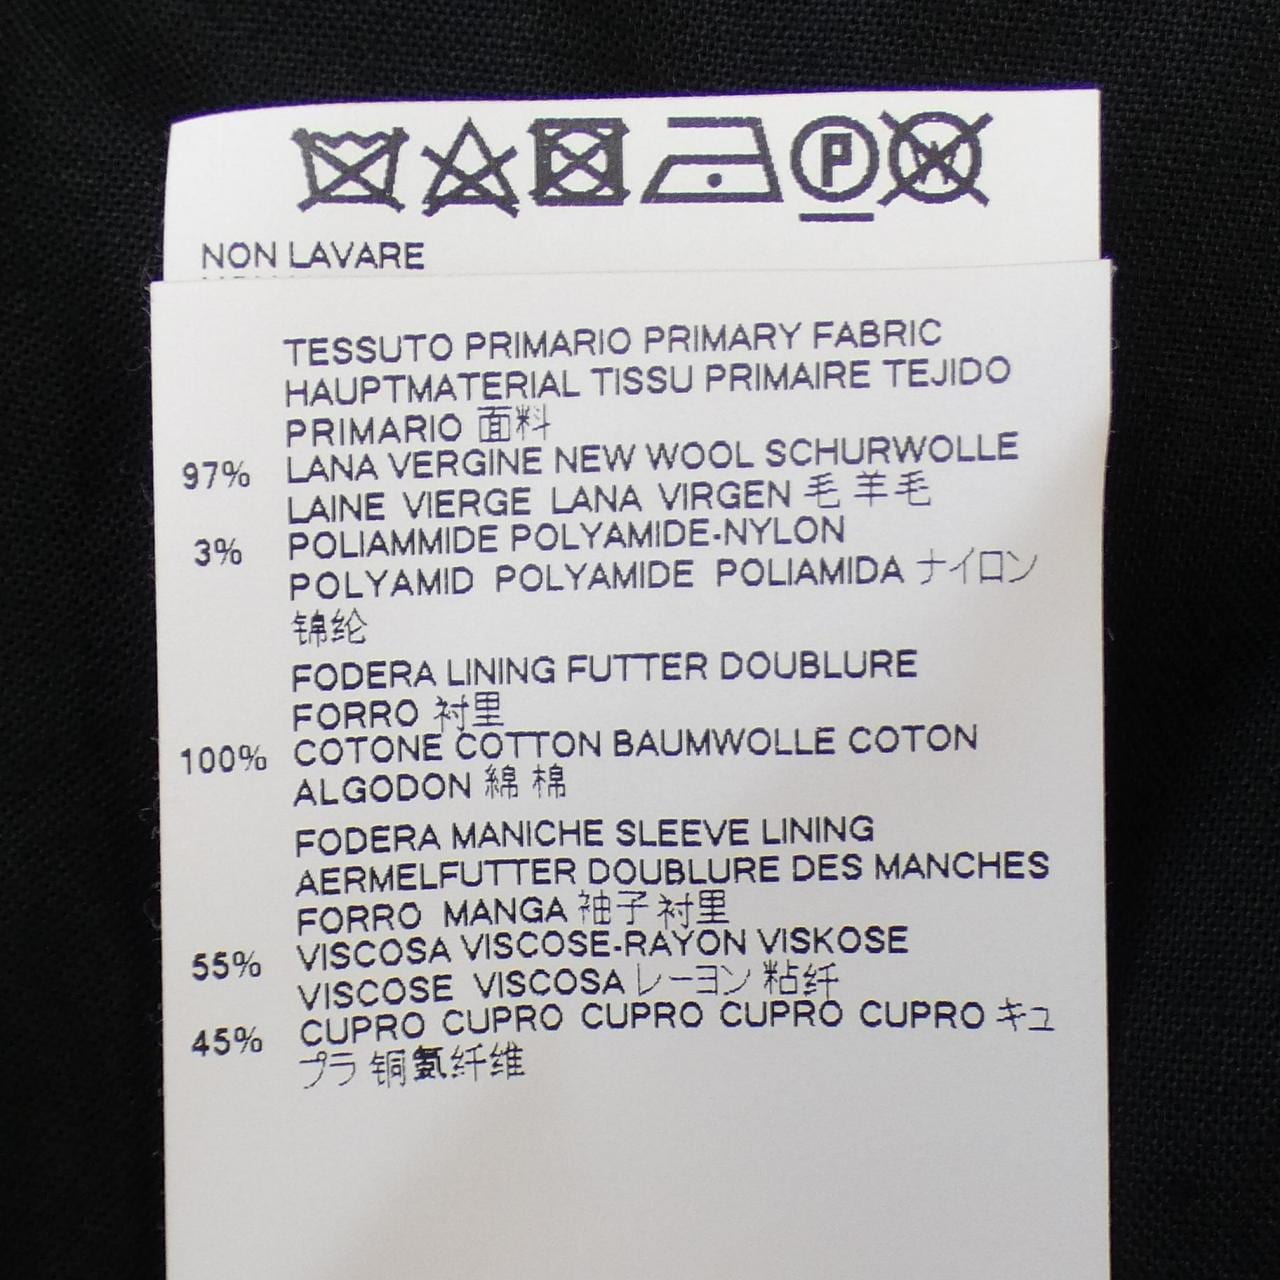 P W
NON LAVARE
TESSUTO PRIMARIO PRIMARY FABRIC
HAUPTMATERIAL TISSU PRIMAIRE TEJIDO
PRIMARIO 面料
97% LANA VERGINE NEW WOOL SCHURWOLLE
LAINE VIERGE LANA VIRGEN 毛 羊毛
3% POLIAMMIDE POLYAMIDE-NYLON
POLYAMID POLYAMIDE POLIAMIDA ナイロン
锦纶
FODERA LINING FUTTER DOUBLURE
FORRO 衬里
100% COTONE COTTON BAUMWOLLE COTON
ALGODON 綿 棉
FODERA MANICHE SLEEVE LINING
AERMELFUTTER DOUBLURE DES MANCHES
FORRO MANGA 袖子 衬里
55% VISCOSA VISCOSE-RAYON VISKOSE
VISCOSE VISCOSA レーヨン 粘纤
45% CUPRO CUPRO CUPRO CUPRO CUPRO キュ
プラ 铜氨纤维